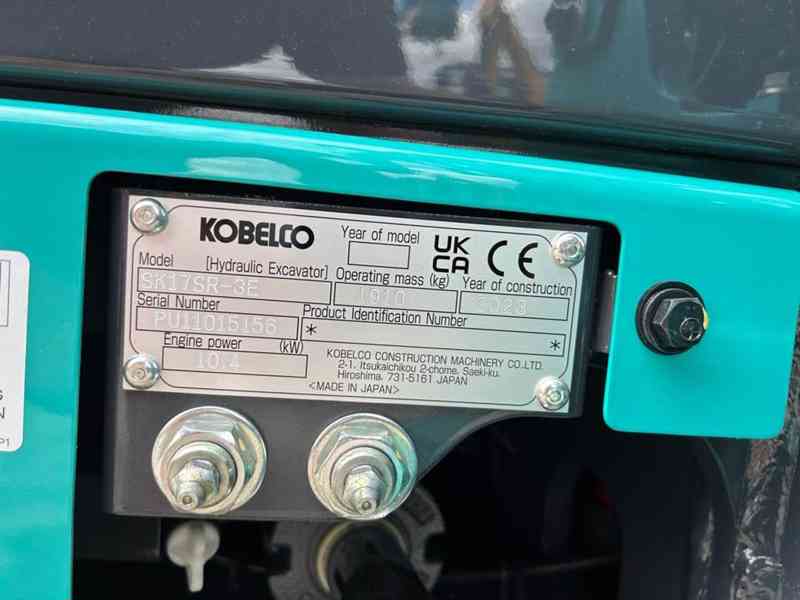 KOBELCO
Year of model
UK
CA
CE
Model [Hydraulic Excavator]
Operating mass (kg)
Year of construction
SK17SR-3E
2023
Serial Number
Product Identification Number
PU11015156
* *
Engine power (kW)
10.4
KOBELCO CONSTRUCTION MACHINERY CO.,LTD.
2-1, Itsukaichikou 2-chome, Saeki-ku,
Hiroshima, 731-5161 JAPAN
<MADE IN JAPAN>
G
N
P1